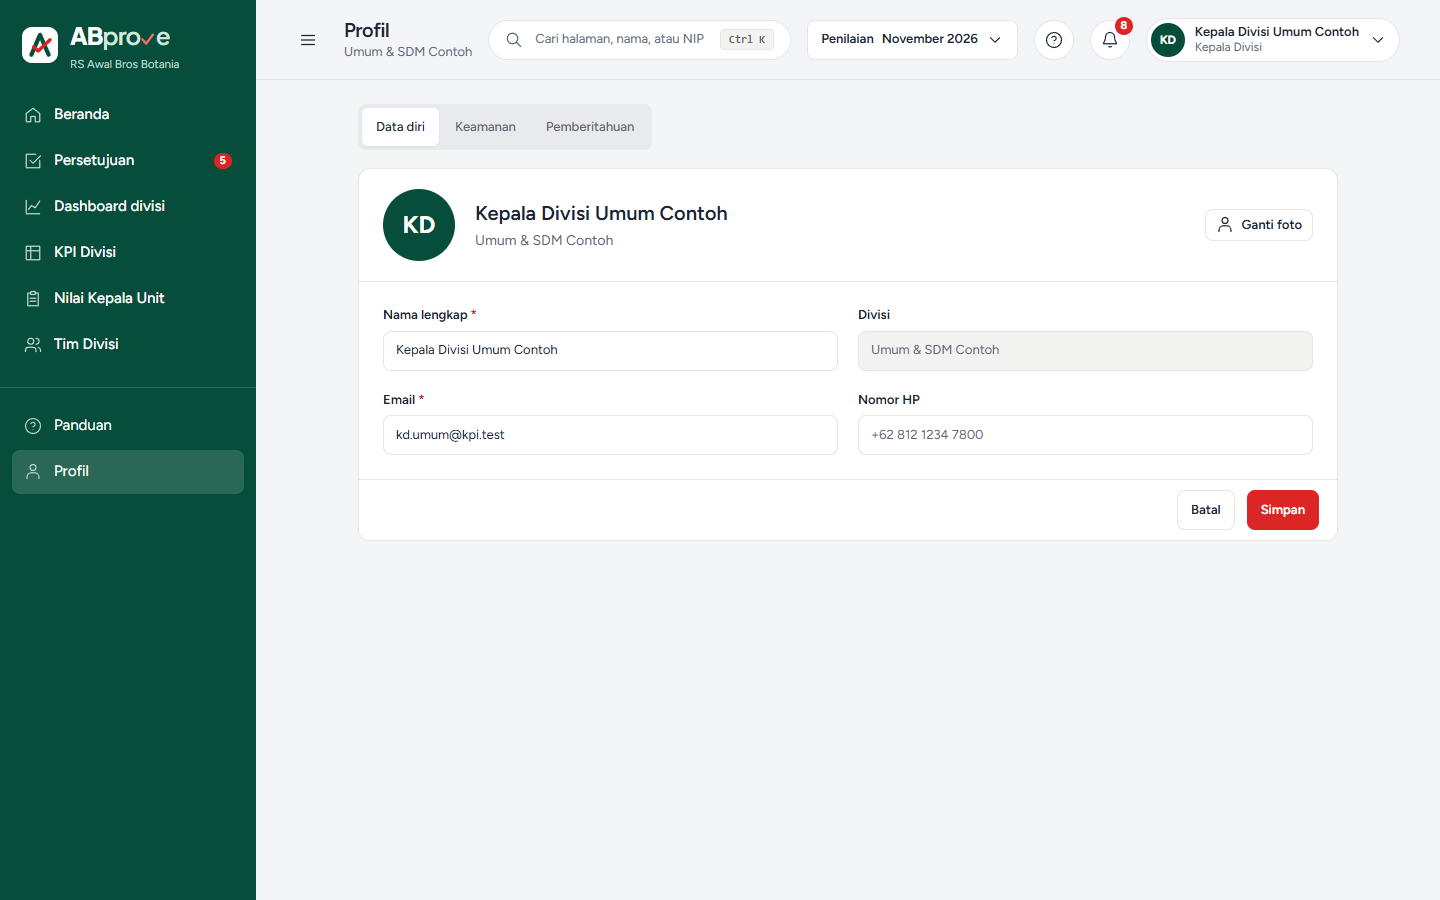 ABprove
RS Awal Bros Botania
Beranda
Persetujuan 5
Dashboard divisi
KPI Divisi
Nilai Kepala Unit
Tim Divisi
Panduan
Profil
Profil
Umum & SDM Contoh
Cari halaman, nama, atau NIP Ctrl K
Penilaian November 2026
8
KD
Kepala Divisi Umum Contoh
Kepala Divisi
Data diri Keamanan Pemberitahuan
KD
Kepala Divisi Umum Contoh
Umum & SDM Contoh
Ganti foto
Nama lengkap *
Kepala Divisi Umum Contoh
Divisi
Umum & SDM Contoh
Email *
kd.umum@kpi.test
Nomor HP
+62 812 1234 7800
Batal Simpan